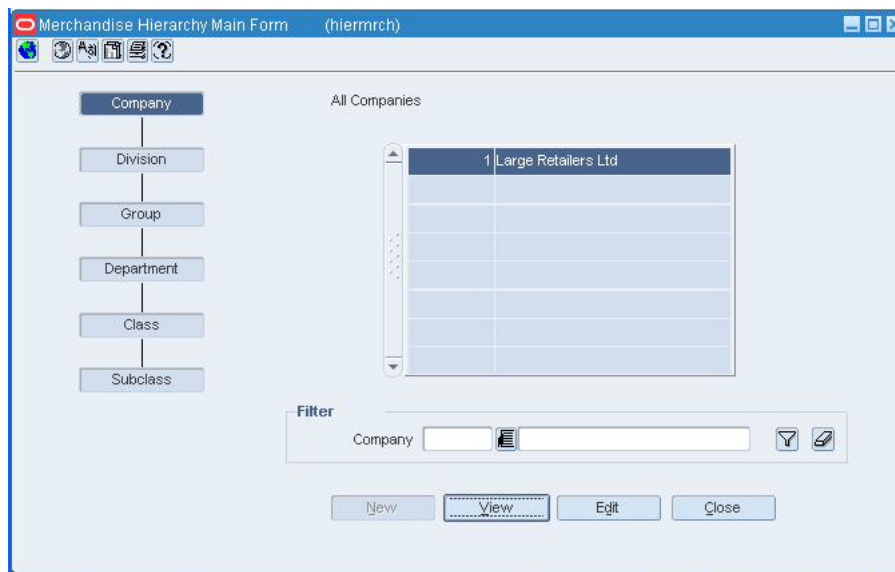 Merchandise Hierarchy Main Form (hiermrch)
Company
Division
Group
Department
Class
Subclass
All Companies
1 Large Retailers Ltd
Filter
Company
New View Edit Close